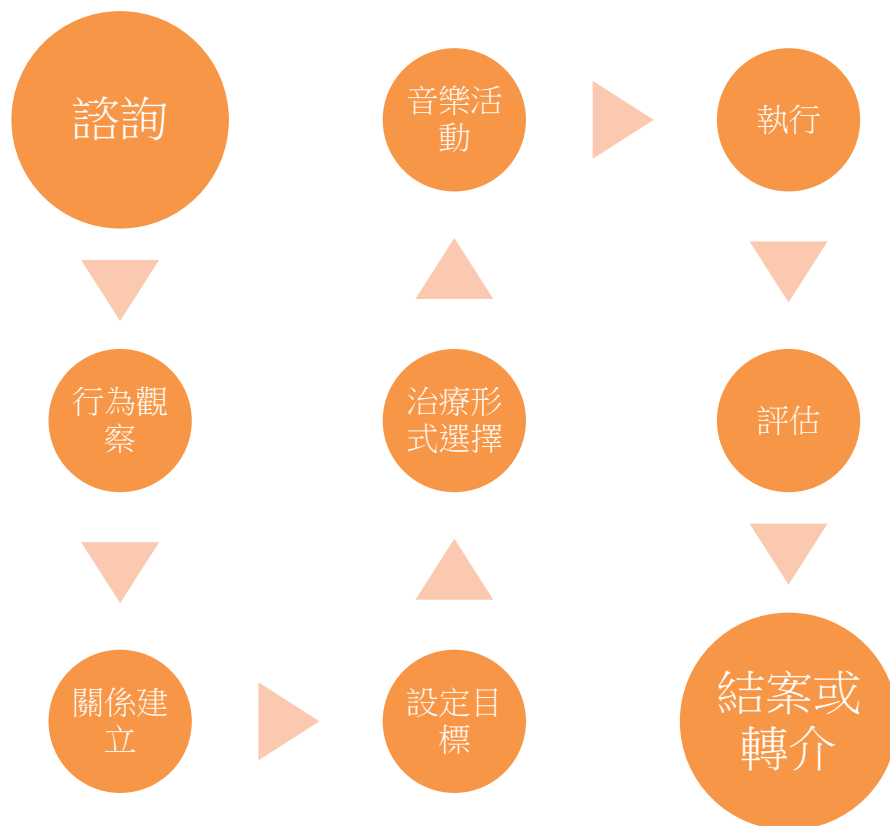 諮詢
行為觀
察
關係建
立
設定目
標
治療形
式選擇
音樂活
動
執行
評估
結案或
轉介